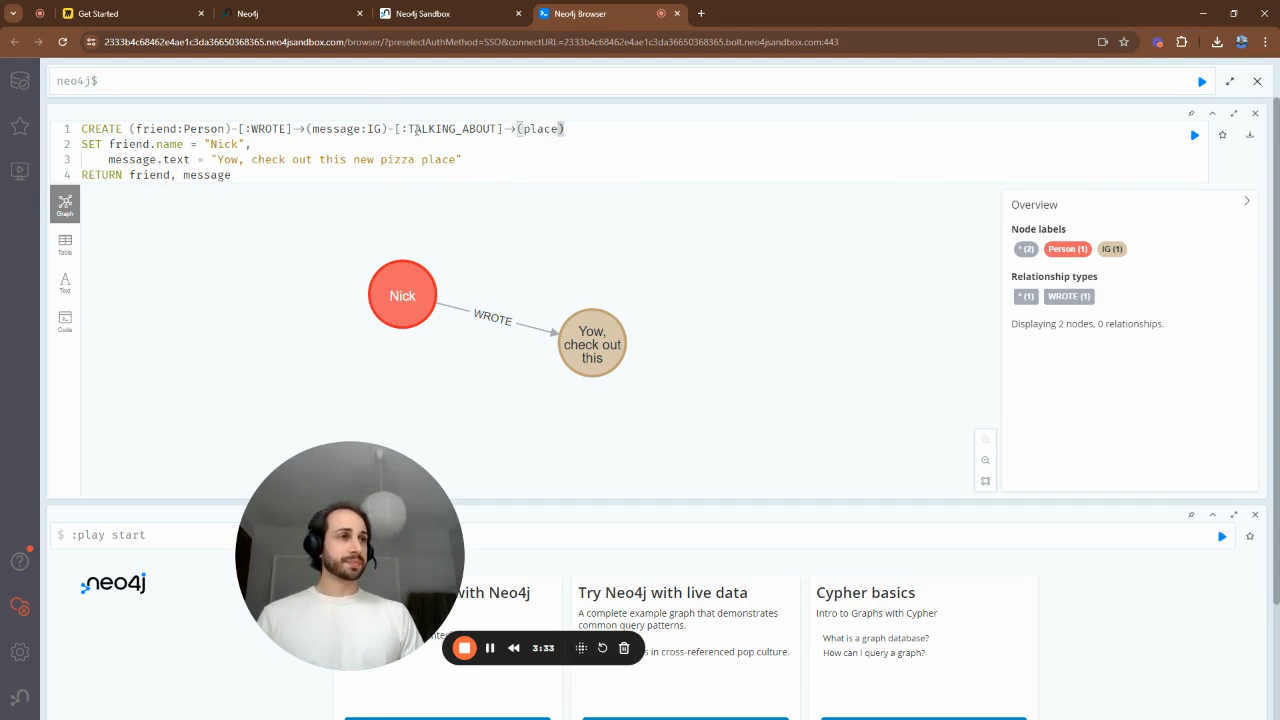 Get Started
Neo4j
Neo4j Sandbox
Neo4j Browser
2333b4c68462e4ae1c3da36650368365.neo4jsandbox.com/browser/?preselectAuthMethod=SSO&connectURL=2333b4c68462e4ae1c3da36650368365.bolt.neo4jsandbox.com:443
neo4j$
1 CREATE (friend:Person)-[:WROTE]->(message:IG)-[:TALKING_ABOUT]->(place)
2 SET friend.name = "Nick",
3 message.text = "Yow, check out this new pizza place"
4 RETURN friend, message
Graph
Table
Text
Code
Nick
WROTE
Yow,
check out
this
Overview
Node labels
* (2) Person (1) IG (1)
Relationship types
* (1) WROTE (1)
Displaying 2 nodes, 0 relationships.
$ :play start
neo4j
with Neo4j
Try Neo4j with live data
A complete example graph that demonstrates
common query patterns.
in cross-referenced pop culture.
Cypher basics
Intro to Graphs with Cypher
What is a graph database?
How can I query a graph?
3:33